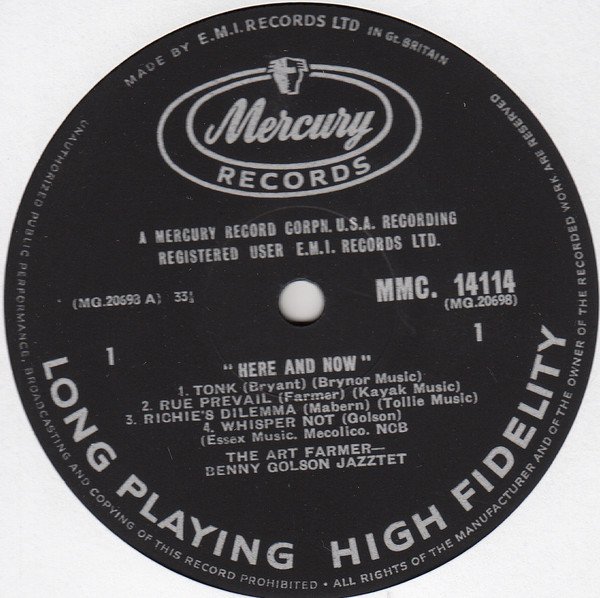 MADE BY E.M.I. RECORDS LTD IN Gt. BRITAIN
Mercury
RECORDS
A MERCURY RECORD CORPN. U.S.A. RECORDING
REGISTERED USER E.M.I. RECORDS LTD.
(MG.20693 A) 33⅓
MMC. 14114
(MG.20698)
1
1
"HERE AND NOW"
1. TONK (Bryant) (Brynor Music)
2. RUE PREVAIL (Farmer) (Kayak Music)
3. RICHIE'S DILEMMA (Mabern) (Tollie Music)
4. WHISPER NOT (Golson)
(Essex Music. Mecolico. NCB
THE ART FARMER—
BENNY GOLSON JAZZTET
LONG PLAYING HIGH FIDELITY
UNAUTHORIZED PUBLIC PERFORMANCE, BROADCASTING AND COPYING OF THIS RECORD PROHIBITED • ALL RIGHTS OF THE MANUFACTURER AND OF THE OWNER OF THE RECORDED WORK ARE RESERVED